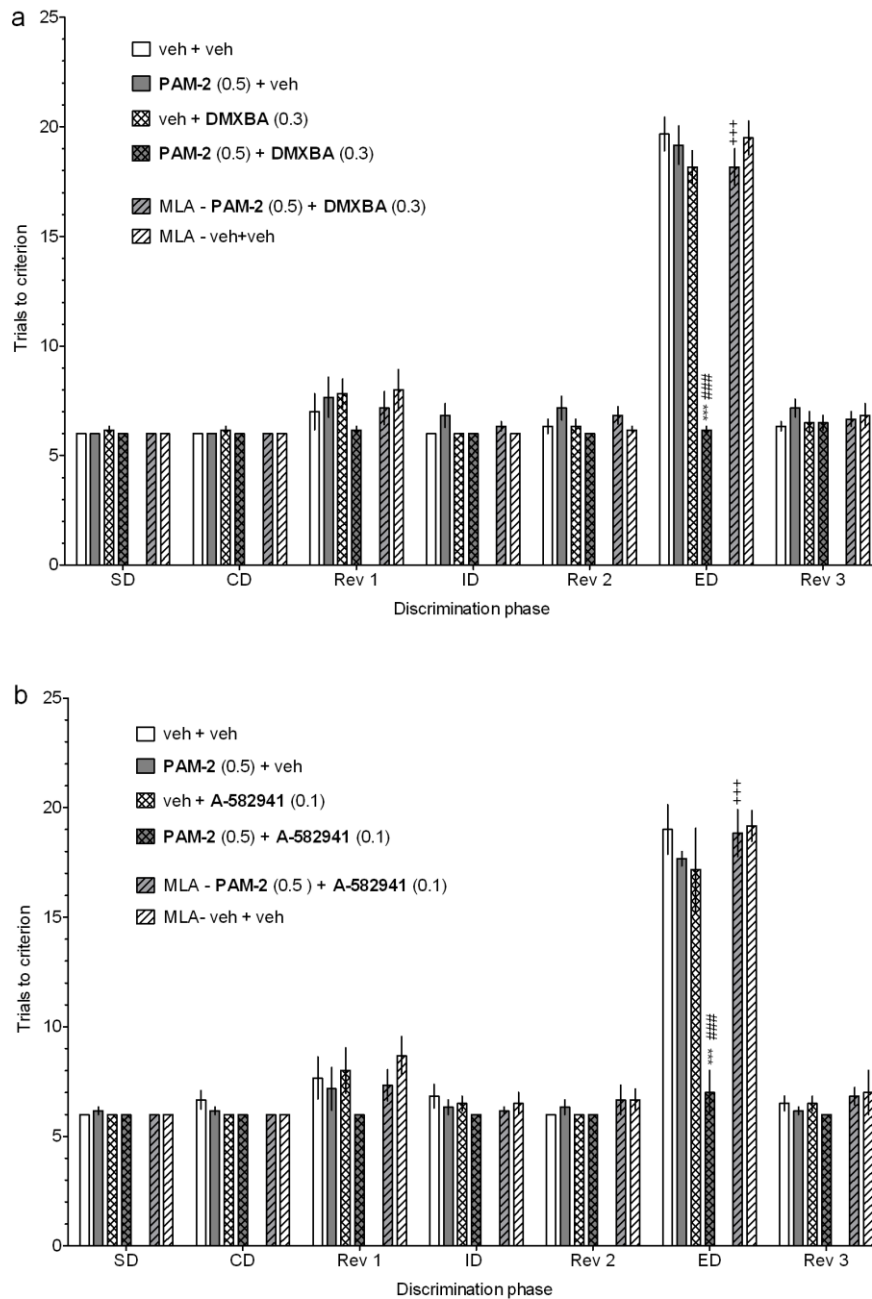 a
25
20
15
10
5
0
Trials to criterion
veh + veh
PAM-2 (0.5) + veh
veh + DMXBA (0.3)
PAM-2 (0.5) + DMXBA (0.3)
MLA - PAM-2 (0.5) + DMXBA (0.3)
MLA - veh+veh
***
###
+++
SD CD Rev 1 ID Rev 2 ED Rev 3
Discrimination phase
b
25
20
15
10
5
0
Trials to criterion
veh + veh
PAM-2 (0.5) + veh
veh + A-582941 (0.1)
PAM-2 (0.5) + A-582941 (0.1)
MLA - PAM-2 (0.5 ) + A-582941 (0.1)
MLA- veh + veh
***
###
+++
SD CD Rev 1 ID Rev 2 ED Rev 3
Discrimination phase